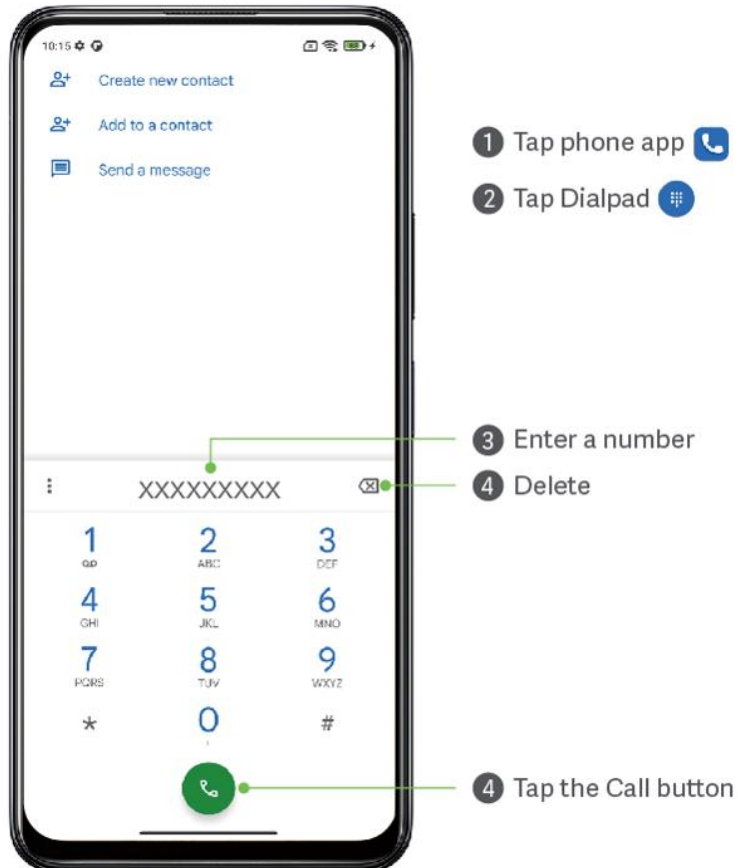 10:15
Create new contact
Add to a contact
Send a message
1 Tap phone app
2 Tap Dialpad
3 Enter a number
XXXXXXXXX
4 Delete
1 2 3
ABC DEF
4 5 6
GHI JKL MNO
7 8 9
PQRS TUV WXYZ
* 0 #
4 Tap the Call button